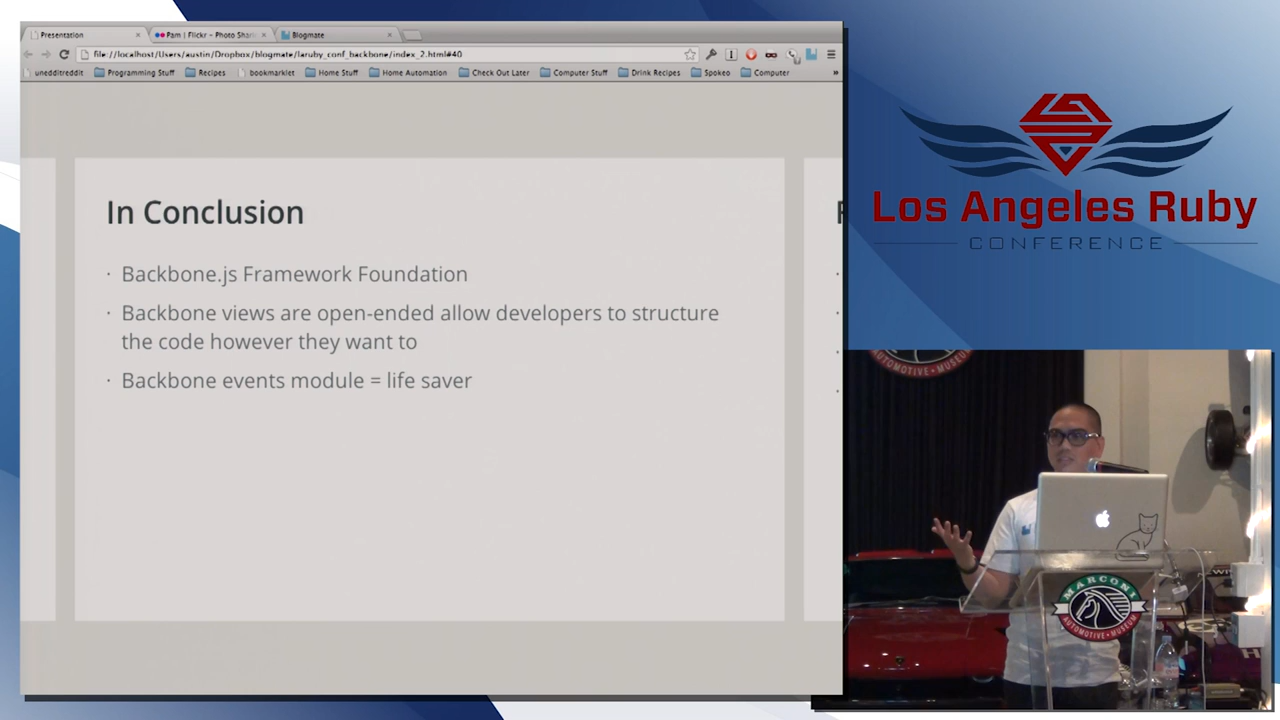 Presentation
Pam | Flickr - Photo Shari
Blogmate
file://localhost/Users/austin/Dropbox/blogmate/laruby_conf_backbone/index_2.html#40
unedditreddit
Programming Stuff
Recipes
bookmarklet
Home Stuff
Home Automation
Check Out Later
Computer Stuff
Drink Recipes
Spokeo
Computer
»
In Conclusion
· Backbone.js Framework Foundation
· Backbone views are open-ended allow developers to structure
the code however they want to
· Backbone events module = life saver
Los Angeles Ruby
CONFERENCE
AUTOMOTIVE • MUSEUM
MARCONI
AUTOMOTIVE • MUSEUM